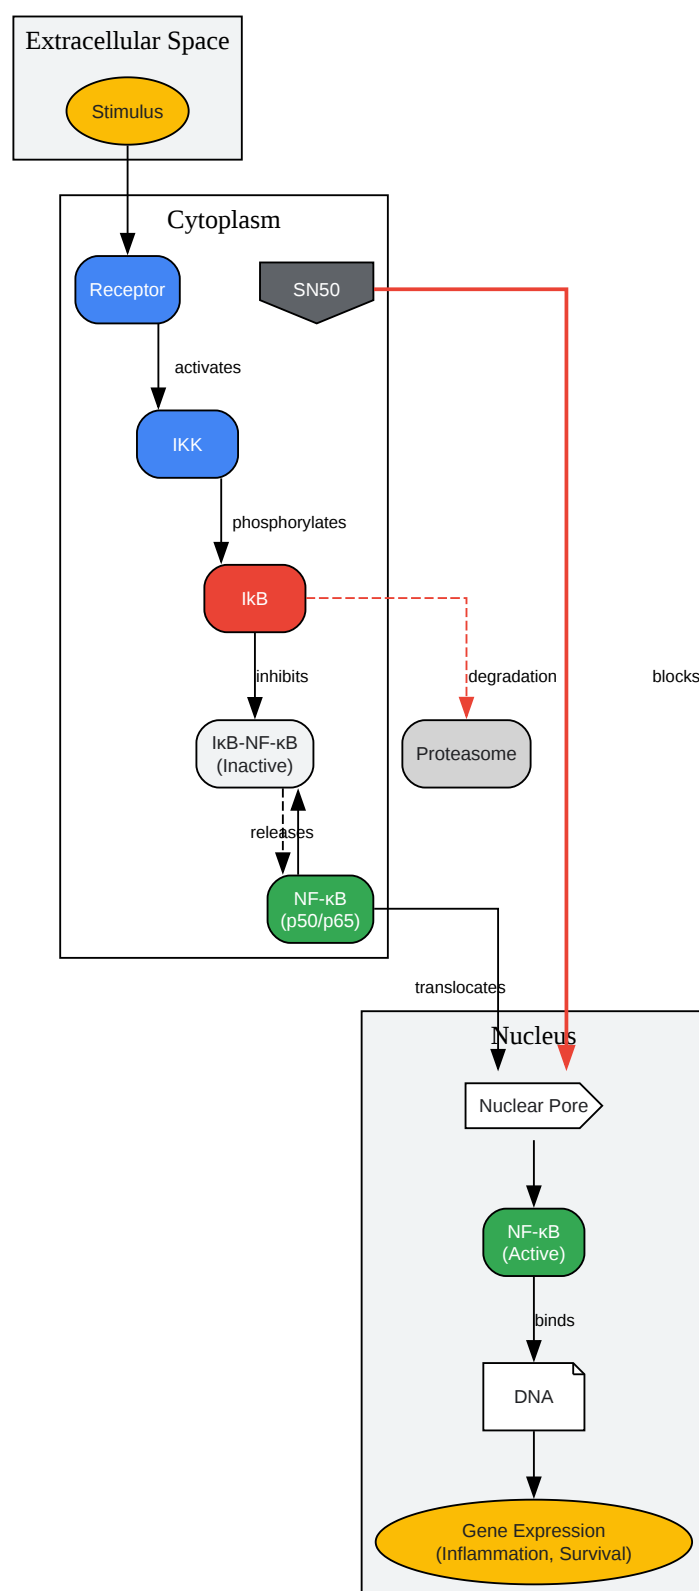 Extracellular Space
Stimulus
Cytoplasm
Receptor
SN50
activates
IKK
phosphorylates
IkB
inhibits
degradation
blocks
IκB-NF-κB
(Inactive)
Proteasome
releases
NF-κB
(p50/p65)
translocates
Nucleus
Nuclear Pore
NF-κB
(Active)
binds
DNA
Gene Expression
(Inflammation, Survival)